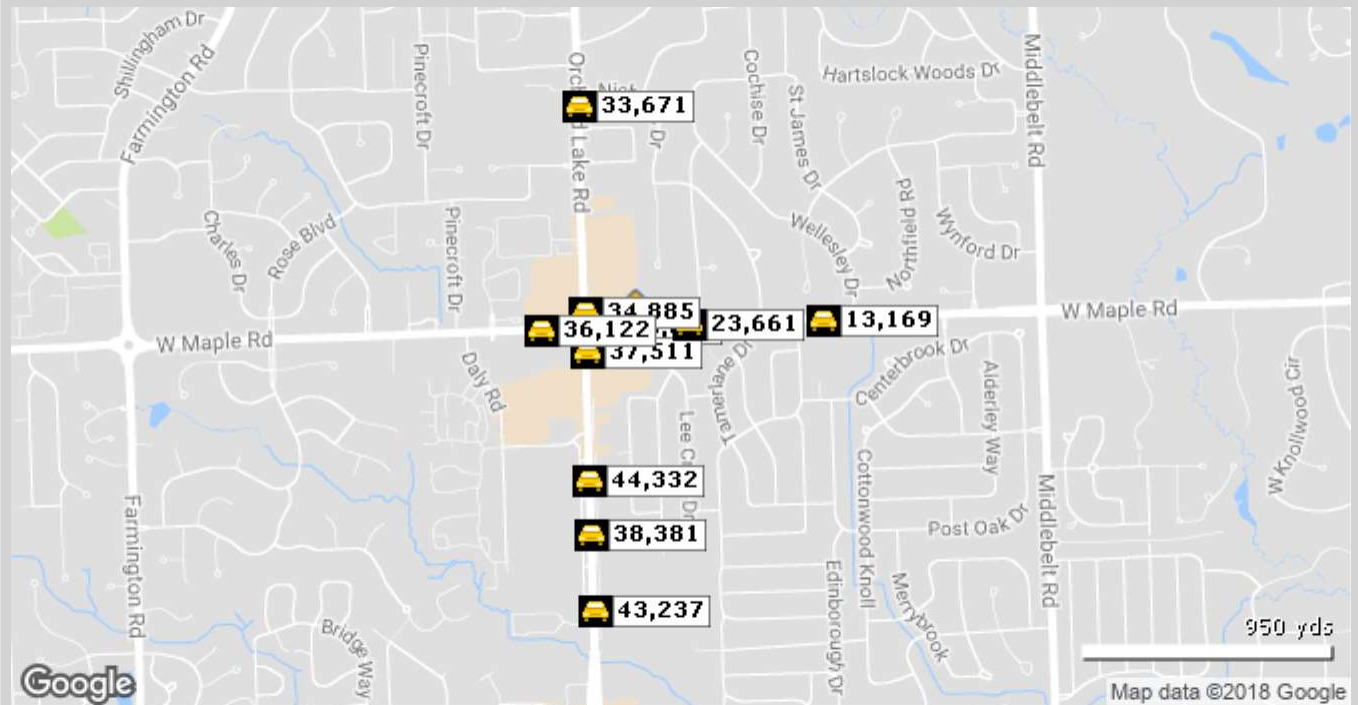 Shillingham Dr
Farmington Rd
Pinecroft Dr
Orchard Lake Rd
33,671
Dr
Cochise Dr
St James Dr
Hartslock Woods Dr
Middlebelt Rd
Charles Dr
Rose Blvd
Pinecroft Dr
Wellesley Dr
Northfield Rd
Wynford Dr
34,885
36,122
23,661
13,169
W Maple Rd
W Maple Rd
37,511
Daly Rd
Tamerlane Dr
Centerbrook Dr
Alderley Way
W Knollwood Cir
44,332
38,381
43,237
Farmington Rd
Cottonwood Knoll
Post Oak Dr
Middlebelt Rd
Edinborough Dr
Merrybrook
Bridge Way
950 yds
Google
Map data ©2018 Google